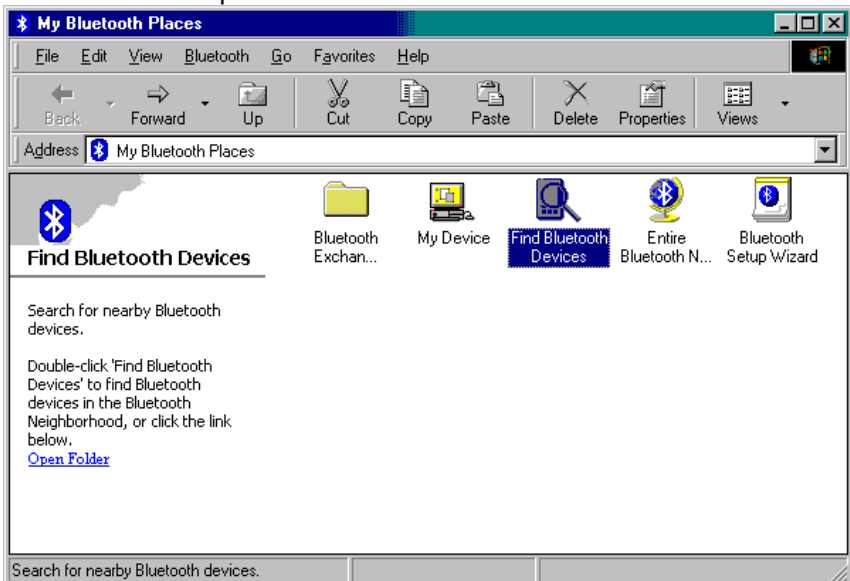 My Bluetooth Places
File Edit View Bluetooth Go Favorites Help
Back Forward Up Cut Copy Paste Delete Properties Views
Address My Bluetooth Places
Find Bluetooth Devices
Search for nearby Bluetooth
devices.
Double-click 'Find Bluetooth
Devices' to find Bluetooth
devices in the Bluetooth
Neighborhood, or click the link
below.
Open Folder
Bluetooth
Exchan...
My Device
Find Bluetooth
Devices
Entire
Bluetooth N...
Bluetooth
Setup Wizard
Search for nearby Bluetooth devices.